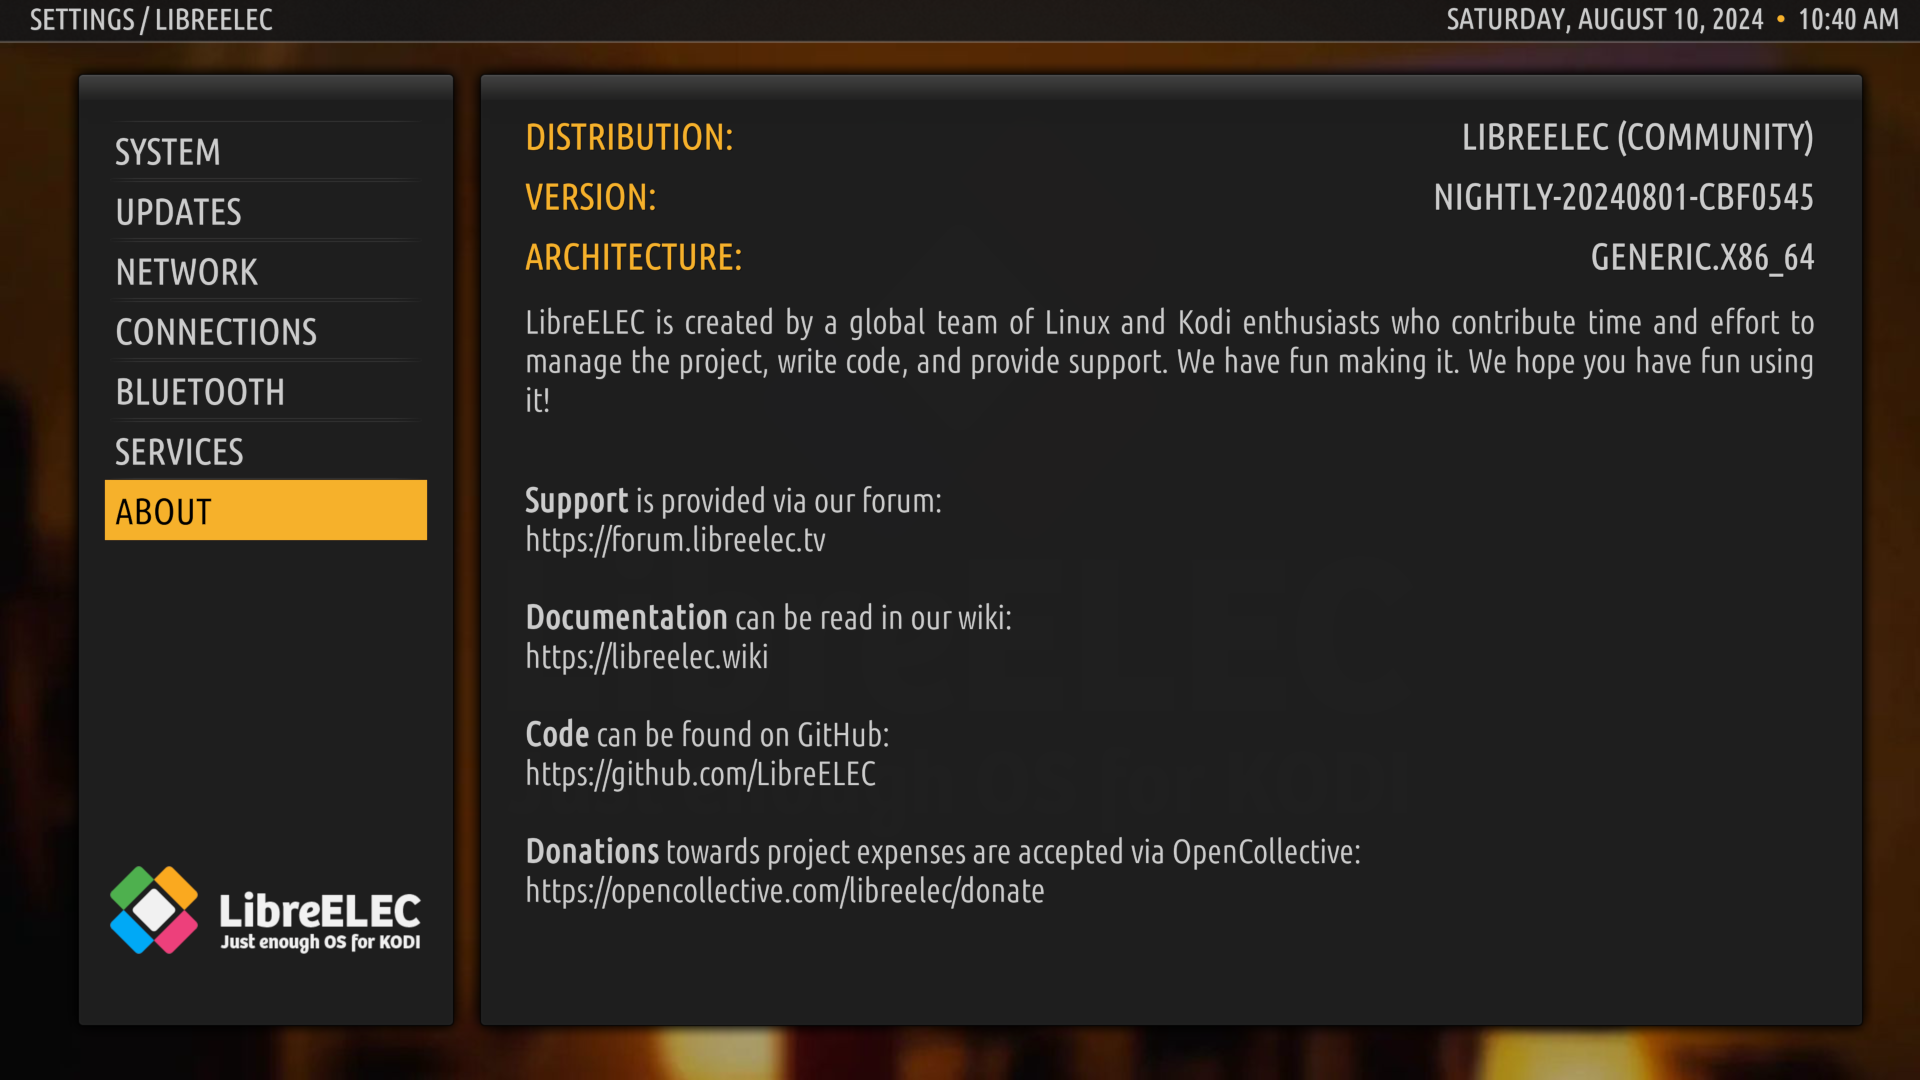 SETTINGS / LIBREELEC
SATURDAY, AUGUST 10, 2024 • 10:40 AM
SYSTEM
UPDATES
NETWORK
CONNECTIONS
BLUETOOTH
SERVICES
ABOUT
LibreELEC
Just enough OS for KODI
DISTRIBUTION: LIBREELEC (COMMUNITY)
VERSION: NIGHTLY-20240801-CBF0545
ARCHITECTURE: GENERIC.X86_64
LibreELEC is created by a global team of Linux and Kodi enthusiasts who contribute time and effort to
manage the project, write code, and provide support. We have fun making it. We hope you have fun using
it!
Support is provided via our forum:
https://forum.libreelec.tv
Documentation can be read in our wiki:
https://libreelec.wiki
Code can be found on GitHub:
https://github.com/LibreELEC
Donations towards project expenses are accepted via OpenCollective:
https://opencollective.com/libreelec/donate